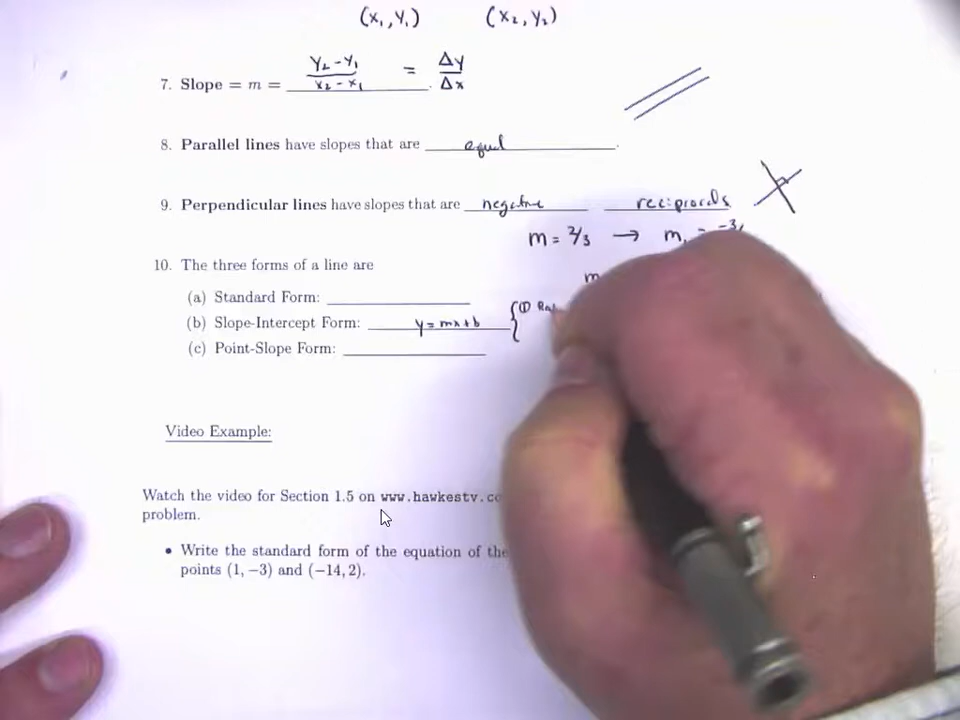 (x₁, y₁) (x₂, y₂)
7. Slope = m = y₂ - y₁ / x₂ - x₁ . = Δy / Δx
8. Parallel lines have slopes that are equal .
9. Perpendicular lines have slopes that are negative reciprocals
m = 2/3 → m
10. The three forms of a line are
(a) Standard Form:
(b) Slope-Intercept Form: y = mx + b { ①
(c) Point-Slope Form:
Video Example:
Watch the video for Section 1.5 on www.hawkestv.co
problem.
• Write the standard form of the equation of the
points (1, −3) and (−14, 2).